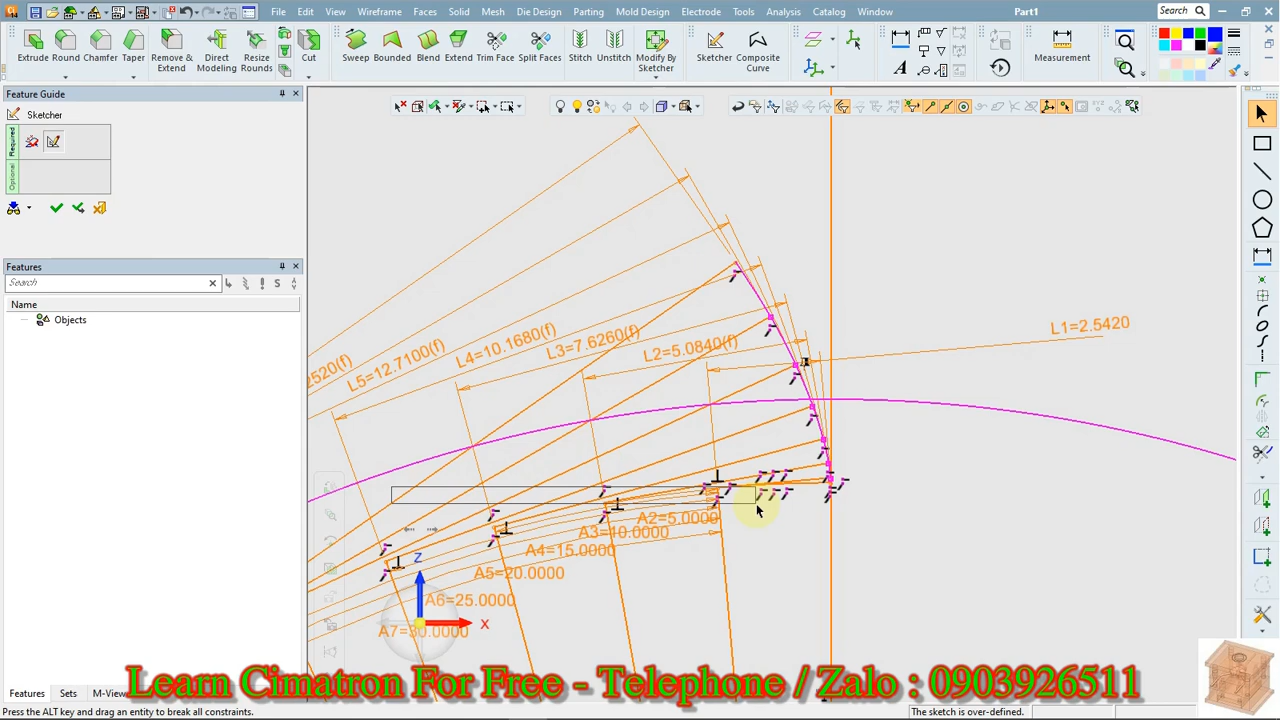 File Edit View Wireframe Faces Solid Mesh Die Design Parting Mold Design Electrode Tools Analysis Catalog Window Part1 Search
Extrude Round Chamfer Taper Remove & Extend Direct Modeling Resize Rounds Cut Sweep Bounded Blend Extend Trim Faces Split Faces Stitch Unstitch Modify By Sketcher Sketcher Composite Curve Measurement
Feature Guide
Sketcher
Required
Optional
Features
Search
Name
Objects
L1=2.5420
L2=5.0840(f)
L3=7.6260(f)
L4=10.1680(f)
L5=12.7100(f)
2520(f)
A2=5.0000
A3=10.0000
A4=15.0000
A5=20.0000
A6=25.0000
A7=30.0000
Z
X
Features Sets M-View
Learn Cimatron For Free - Telephone / Zalo : 0903926511
Press the ALT key and drag an entity to break all constraints. The sketch is over-defined.